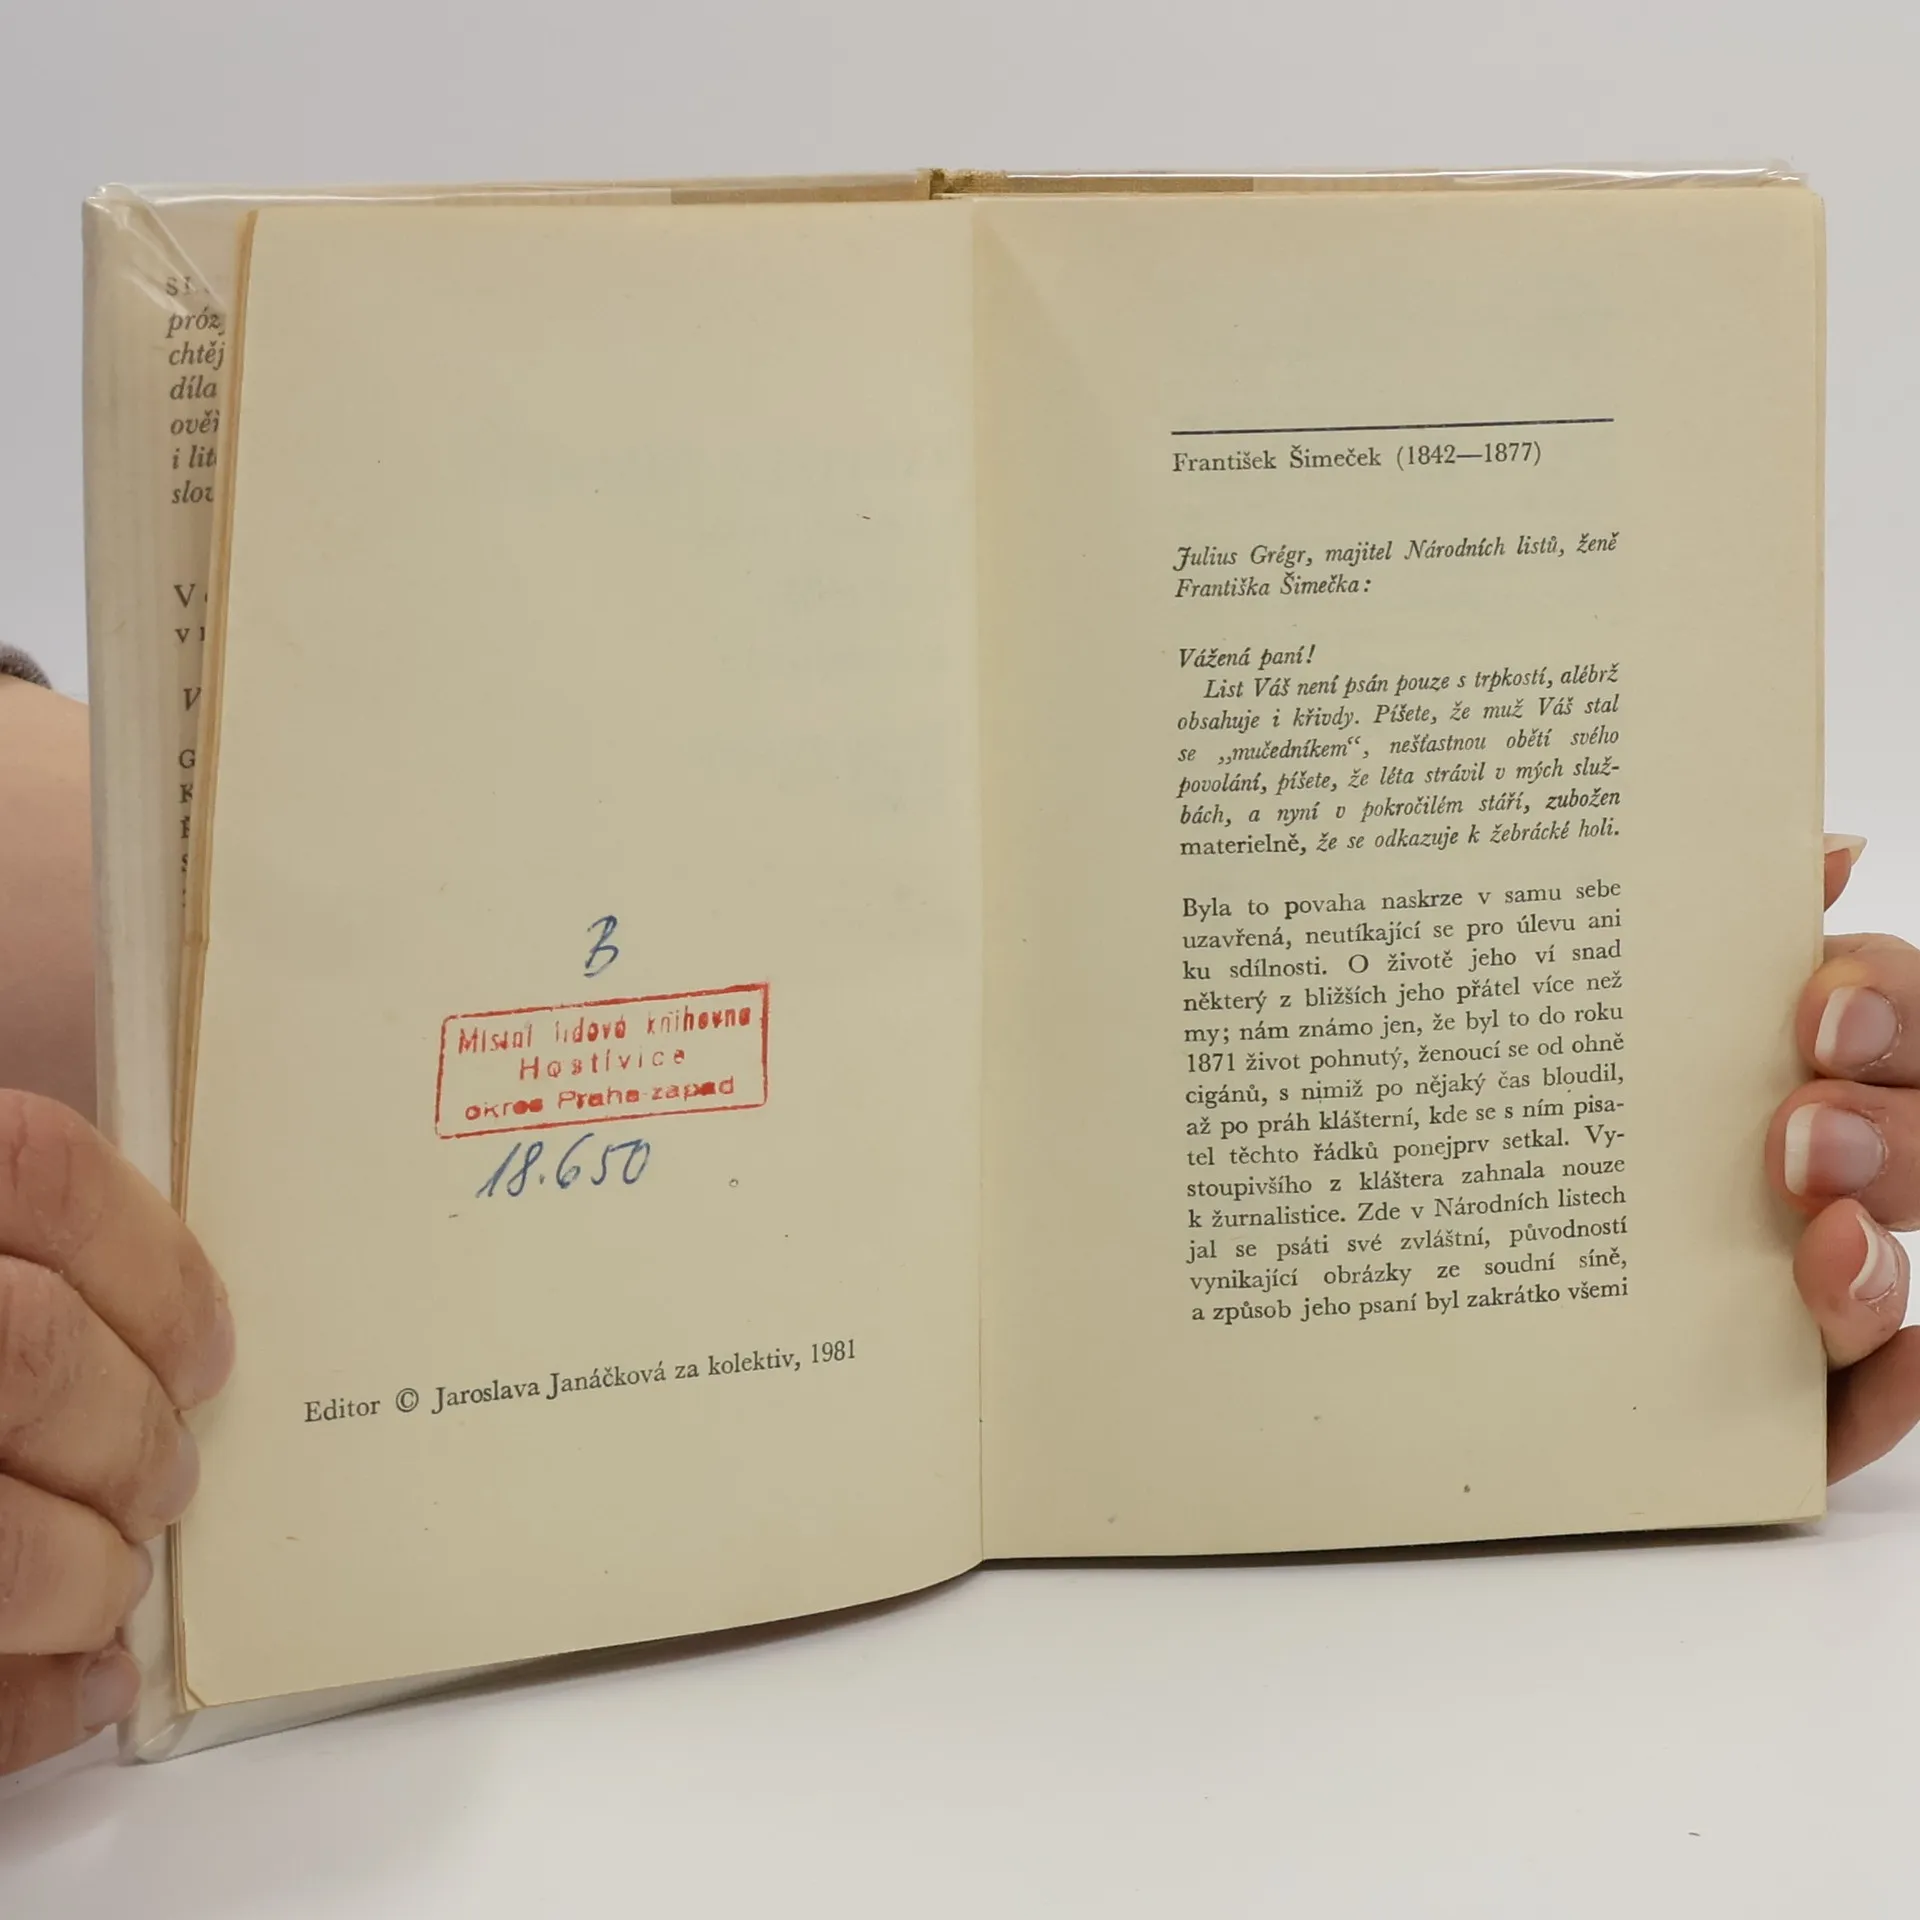 próz
chtěj
díla
i lit
slov
V
B
Místní lidová knihovna
Hostivice
okres Praha-západ
18.650
Editor © Jaroslava Janáčková za kolektiv, 1981
František Šimeček (1842—1877)
Julius Grégr, majitel Národních listů, ženě
Františka Šimečka:
Vážená paní!
List Váš není psán pouze s trpkostí, alébrž
obsahuje i křivdy. Píšete, že muž Váš stal
se „mučedníkem“, nešťastnou obětí svého
povolání, píšete, že léta strávil v mých služ-
bách, a nyní v pokročilém stáří, zubožen
materielně, že se odkazuje k žebrácké holi.
Byla to povaha naskrze v samu sebe
uzavřená, neutíkající se pro úlevu ani
ku sdílnosti. O životě jeho ví snad
některý z bližších jeho přátel více než
my; nám známo jen, že byl to do roku
1871 život pohnutý, ženoucí se od ohně
cigánů, s nimiž po nějaký čas bloudil,
až po práh klášterní, kde se s ním pisa-
tel těchto řádků ponejprv setkal. Vy-
stoupivšího z kláštera zahnala nouze
k žurnalistice. Zde v Národních listech
jal se psáti své zvláštní, původností
vynikající obrázky ze soudní síně,
a způsob jeho psaní byl zakrátko všemi